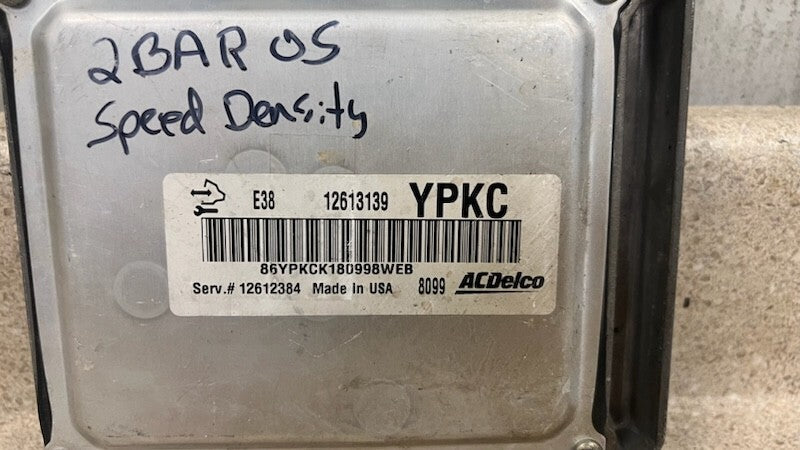 2BAR OS
Speed Density
E38 12613139 YPKC
86YPKCK180998WEB
Serv.# 12612384 Made In USA 8099 ACDelco